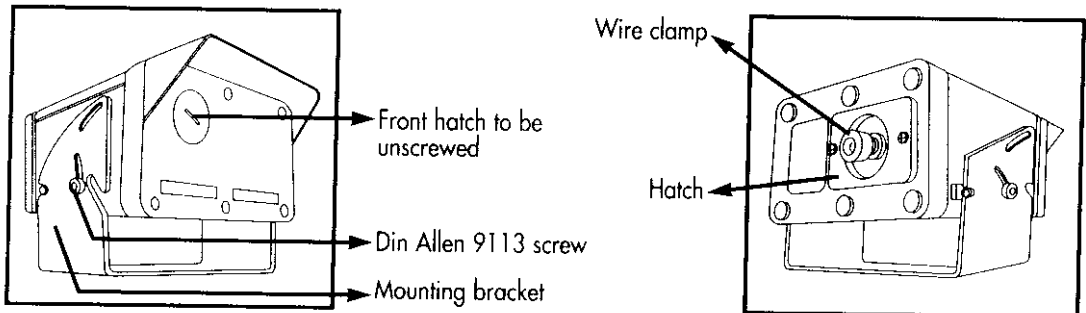 Front hatch to be
unscrewed
Din Allen 9113 screw
Mounting bracket
Wire clamp
Hatch